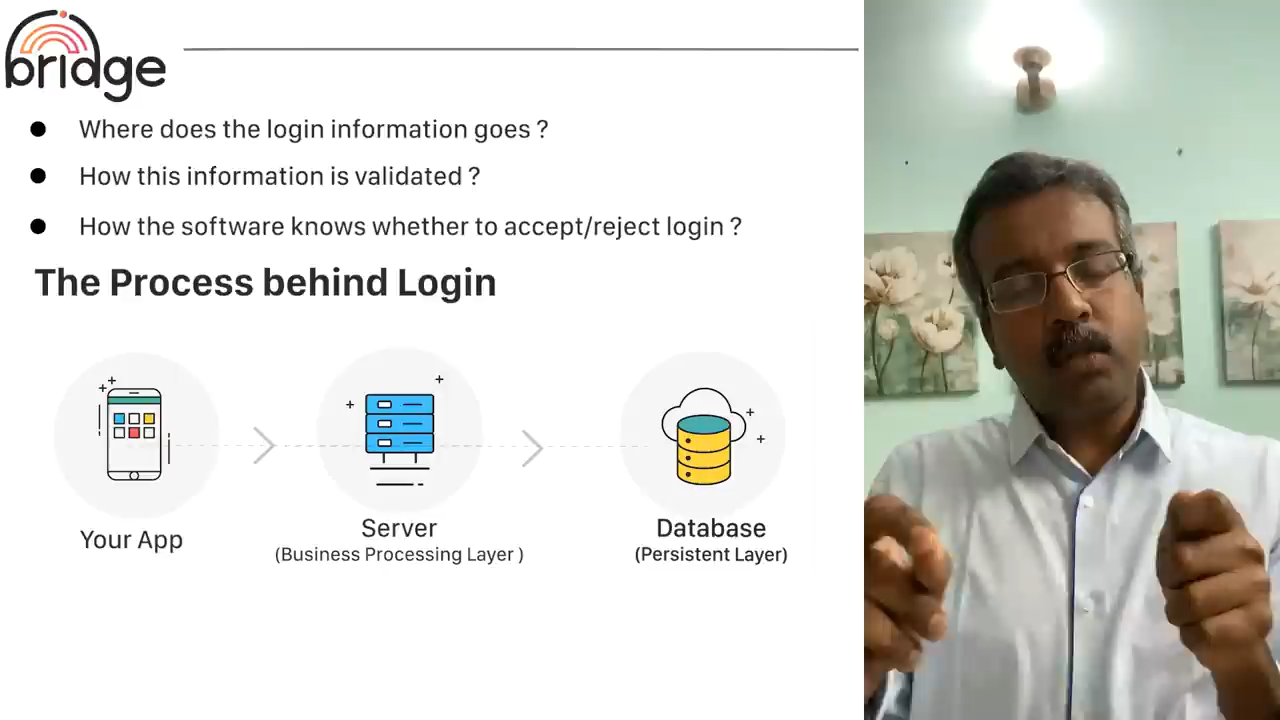 bridge
Where does the login information goes ?
How this information is validated ?
How the software knows whether to accept/reject login ?
The Process behind Login
Your App
Server
(Business Processing Layer )
Database
(Persistent Layer)